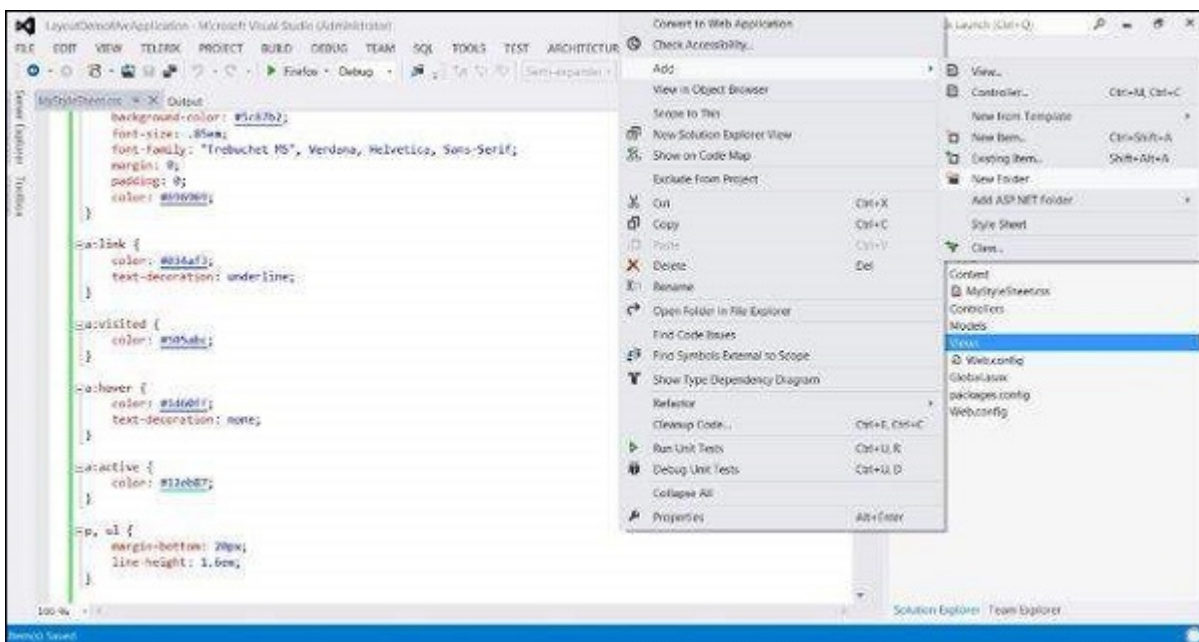 LayoutDemoMvcApplication - Microsoft Visual Studio (Administrator)
FILE EDIT VIEW TELERIK PROJECT BUILD DEBUG TEAM SQL TOOLS TEST ARCHITECTUR
Firefox Debug
Server Explorer Toolbox
MyStyleSheet.css Output
background-color: #5c87b2;
font-size: .85em;
font-family: "Trebuchet MS", Verdana, Helvetica, Sans-Serif;
margin: 0;
padding: 0;
color: #696969;
}
a:link {
color: #034af3;
text-decoration: underline;
}
a:visited {
color: #505abc;
}
a:hover {
color: #1d60ff;
text-decoration: none;
}
a:active {
color: #12eb87;
}
p, ul {
margin-bottom: 20px;
line-height: 1.6em;
}
100 %
Item(s) Saved
Convert to Web Application
Check Accessibility...
Add
View in Object Browser
Scope to This
New Solution Explorer View
Show on Code Map
Exclude From Project
Cut Ctrl+X
Copy Ctrl+C
Paste Ctrl+V
Delete Del
Rename
Open Folder in File Explorer
Find Code Issues
Find Symbols External to Scope
Show Type Dependency Diagram
Refactor
Cleanup Code... Ctrl+E, Ctrl+C
Run Unit Tests Ctrl+U, R
Debug Unit Tests Ctrl+U, D
Collapse All
Properties Alt+Enter
k Launch (Ctrl+Q)
View...
Controller... Ctrl+M, Ctrl+C
New from Template
New Item... Ctrl+Shift+A
Existing Item... Shift+Alt+A
New Folder
Add ASP.NET Folder
Style Sheet
Class...
Content
MyStyleSheet.css
Controllers
Models
Views
Web.config
Global.asax
packages.config
Web.config
Solution Explorer Team Explorer